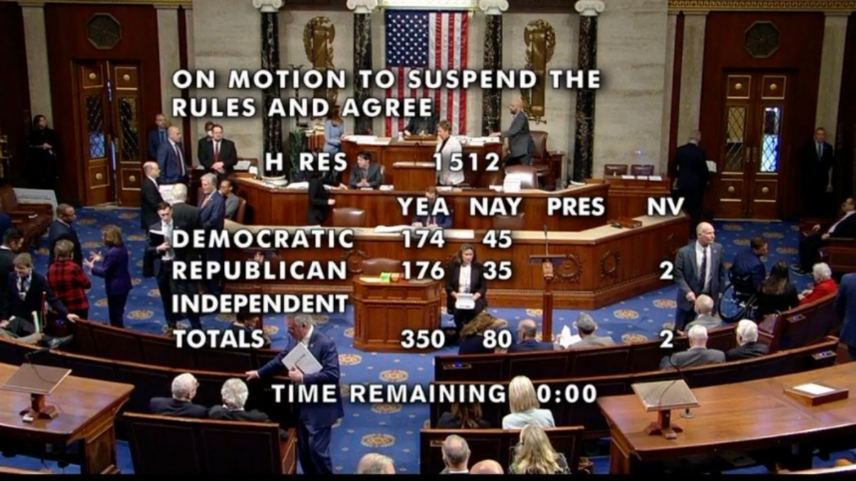 ON MOTION TO SUSPEND THE
RULES AND AGREE
H RES 1512
YEA NAY PRES NV
DEMOCRATIC 174 45
REPUBLICAN 176 35 2
INDEPENDENT
TOTALS 350 80 2
TIME REMAINING 0:00